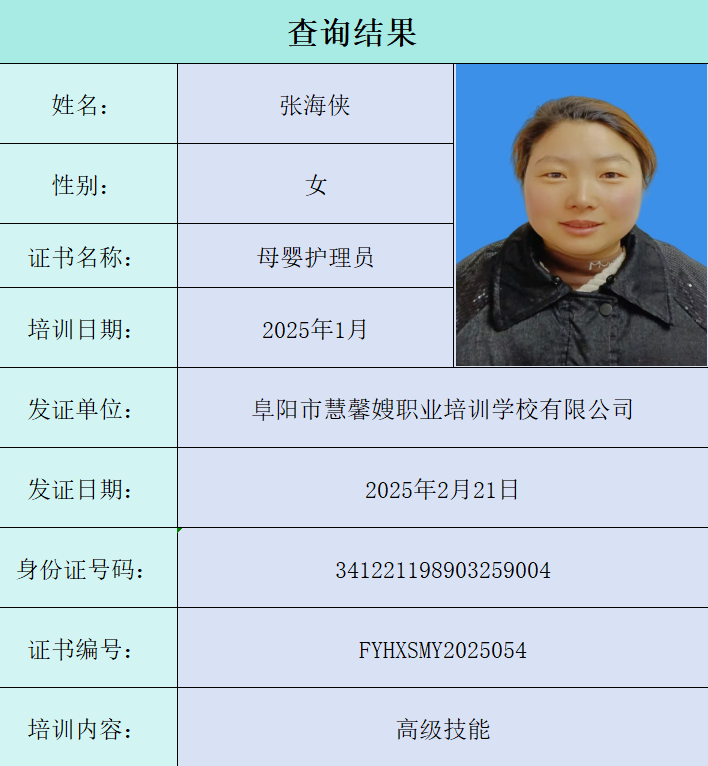 查询结果
姓名： 张海侠
性别： 女
证书名称： 母婴护理员
培训日期： 2025年1月
发证单位： 阜阳市慧馨嫂职业培训学校有限公司
发证日期： 2025年2月21日
身份证号码： 341221198903259004
证书编号： FYHXSMY2025054
培训内容： 高级技能